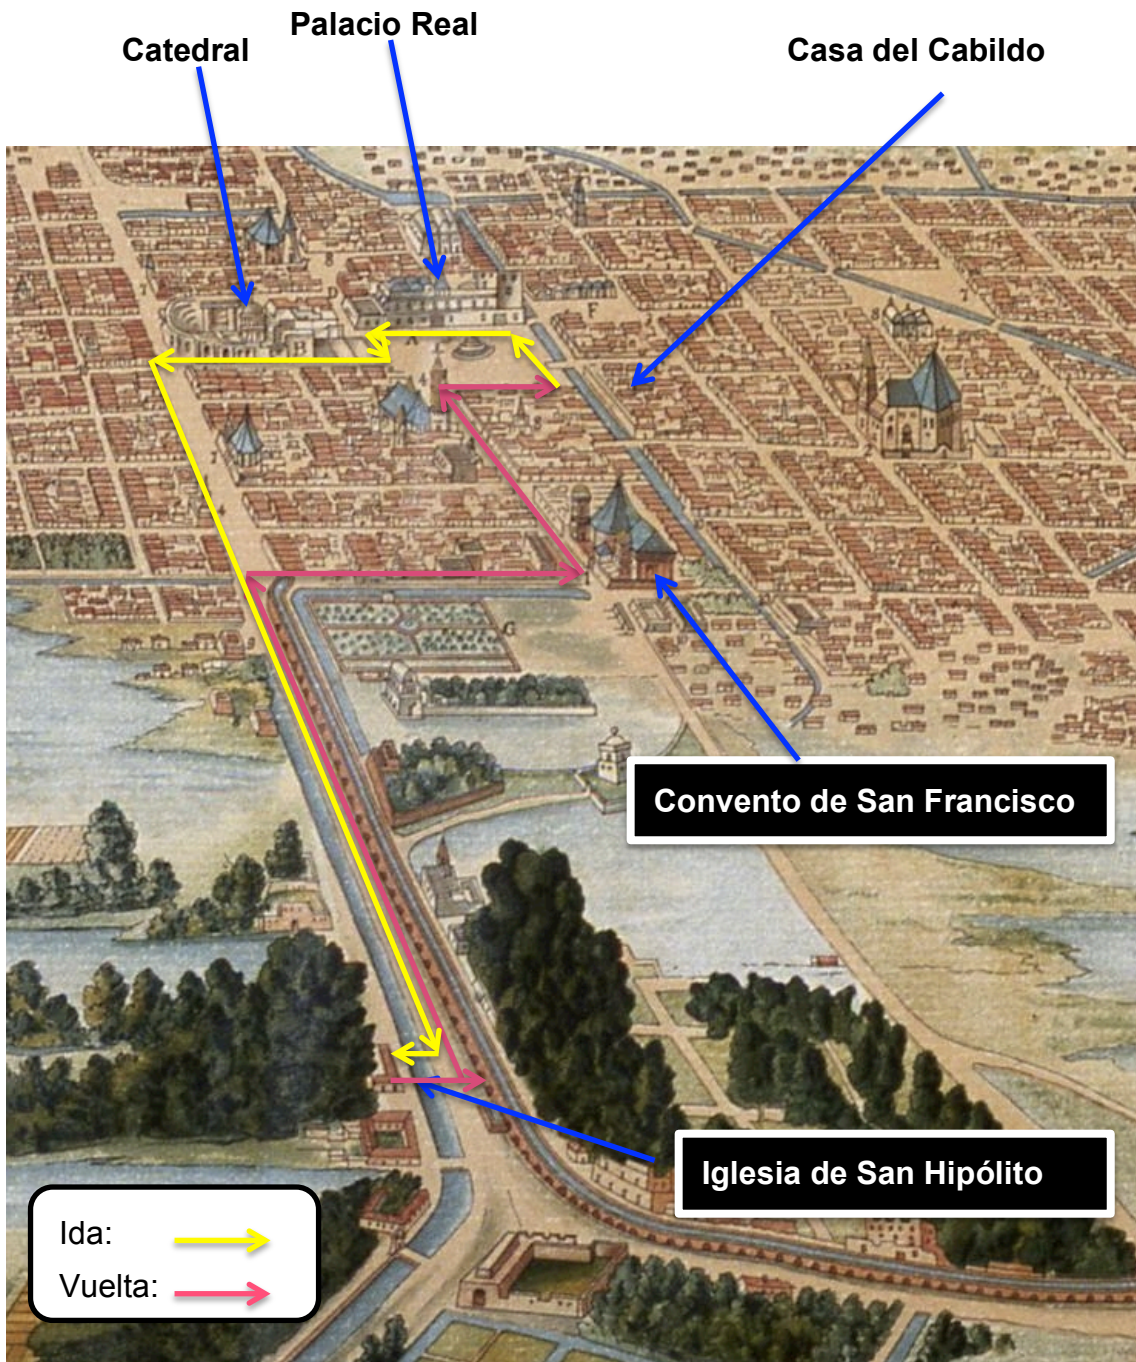 Palacio Real
Catedral
Casa del Cabildo
Convento de San Francisco
Iglesia de San Hipólito
Ida:
Vuelta: